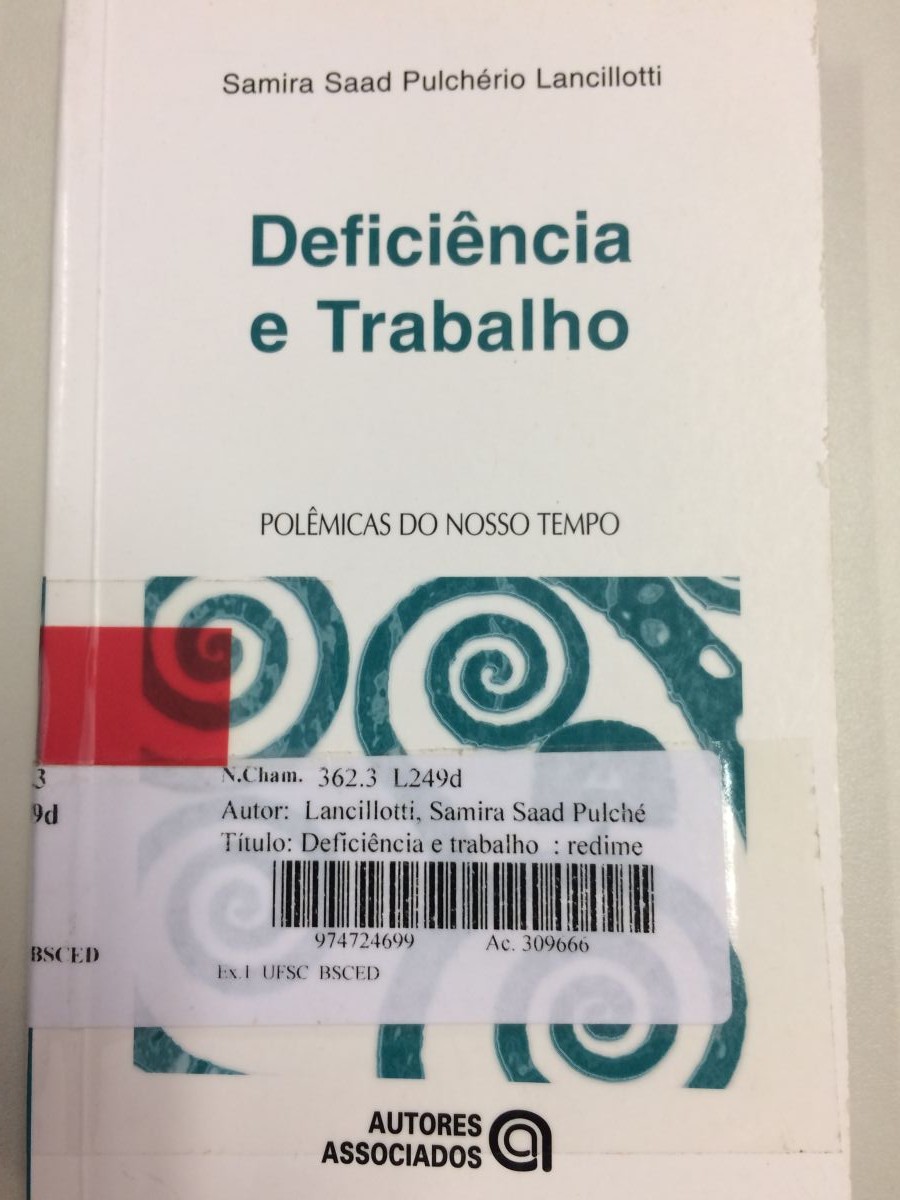 Samira Saad Pulchério Lancillotti
Deficiência
e Trabalho
POLÊMICAS DO NOSSO TEMPO
3
9d
BSCED
N.Cham. 362.3 L249d
Autor: Lancillotti, Samira Saad Pulché
Título: Deficiência e trabalho : redime
974724699 Ac. 309666
Ex.1 UFSC BSCED
AUTORES
ASSOCIADOS